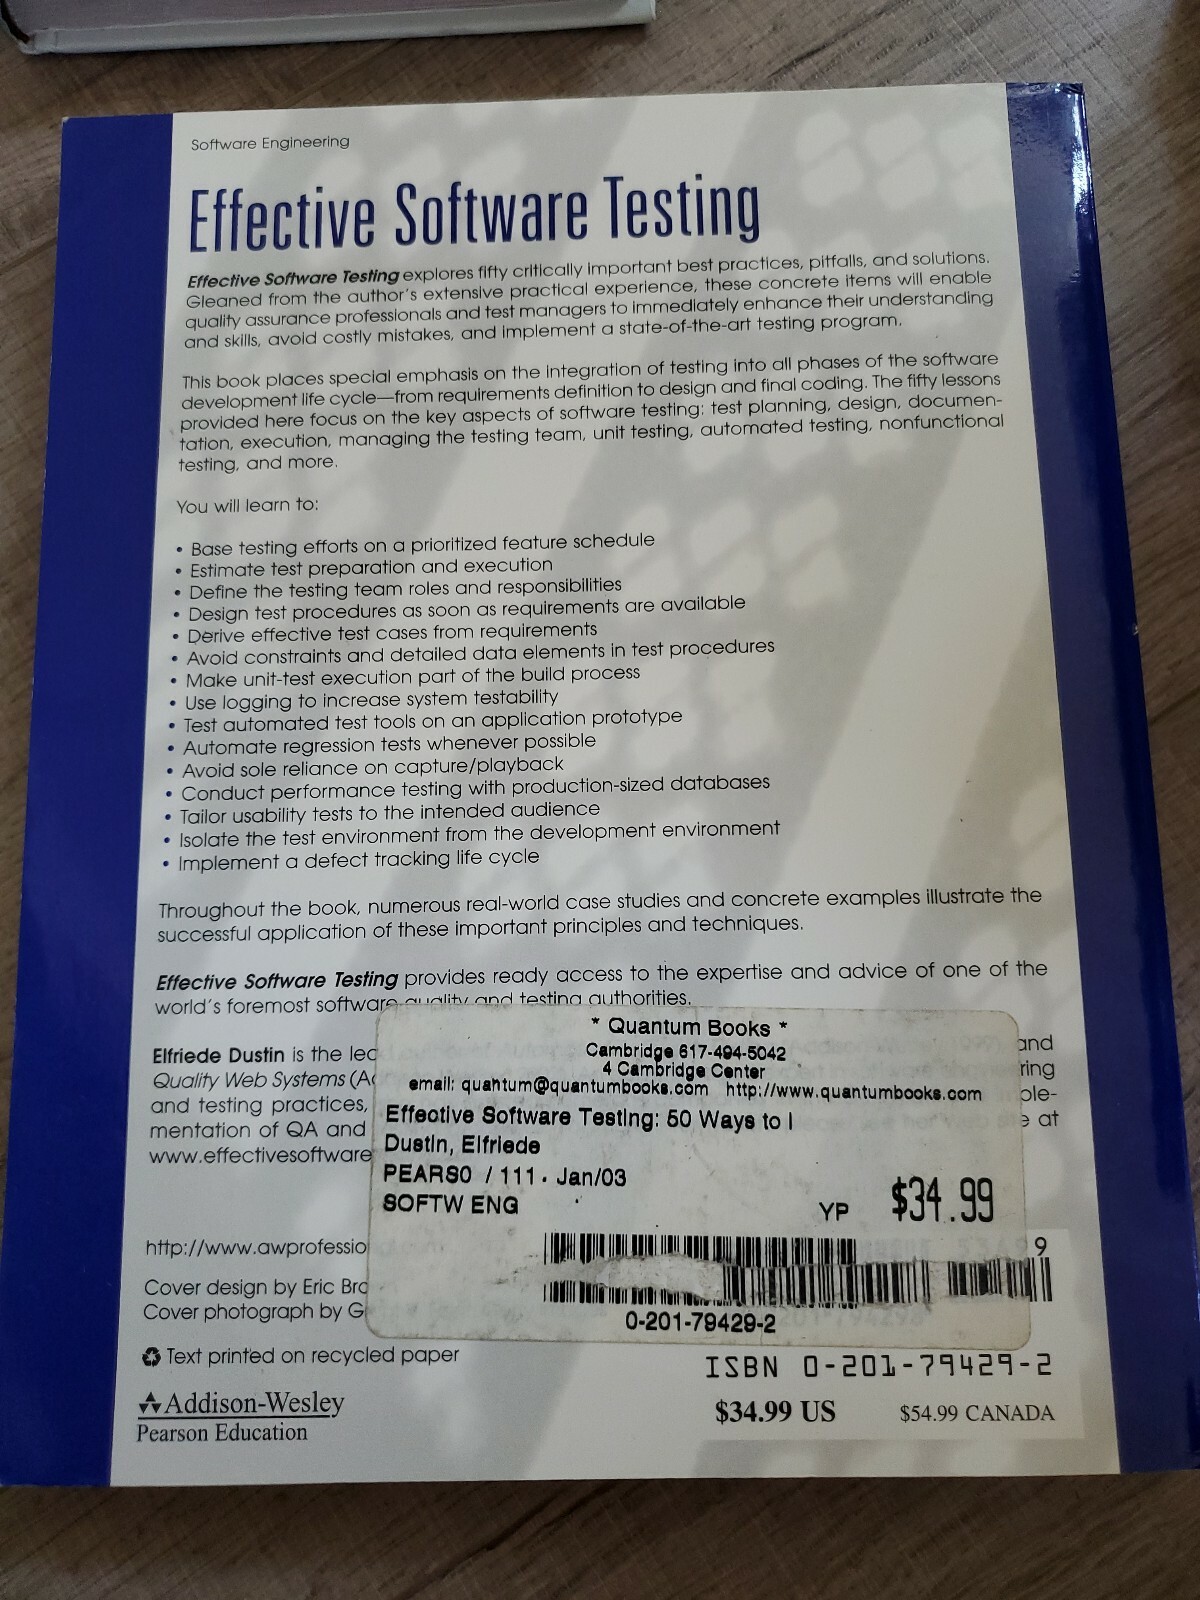 Software Engineering
Effective Software Testing
Effective Software Testing explores fifty critically important best practices, pitfalls, and solutions.
Gleaned from the author's extensive practical experience, these concrete items will enable
quality assurance professionals and test managers to immediately enhance their understanding
and skills, avoid costly mistakes, and implement a state-of-the-art testing program.
This book places special emphasis on the integration of testing into all phases of the software
development life cycle—from requirements definition to design and final coding. The fifty lessons
provided here focus on the key aspects of software testing: test planning, design, documen-
tation, execution, managing the testing team, unit testing, automated testing, nonfunctional
testing, and more.
You will learn to:
• Base testing efforts on a prioritized feature schedule
• Estimate test preparation and execution
• Define the testing team roles and responsibilities
• Design test procedures as soon as requirements are available
• Derive effective test cases from requirements
• Avoid constraints and detailed data elements in test procedures
• Make unit-test execution part of the build process
• Use logging to increase system testability
• Test automated test tools on an application prototype
• Automate regression tests whenever possible
• Avoid sole reliance on capture/playback
• Conduct performance testing with production-sized databases
• Tailor usability tests to the intended audience
• Isolate the test environment from the development environment
• Implement a defect tracking life cycle
Throughout the book, numerous real-world case studies and concrete examples illustrate the
successful application of these important principles and techniques.
Effective Software Testing provides ready access to the expertise and advice of one of the
world's foremost software quality and testing authorities.
Elfriede Dustin is the and
Quality Web Systems
and testing practices, ple-
mentation of QA and at
www.effectivesoftware
* Quantum Books *
Cambridge 617-494-5042
4 Cambridge Center
email: quantum@quantumbooks.com http://www.quantumbooks.com
Effective Software Testing: 50 Ways to I
Dustin, Elfriede
PEARSO / 111. Jan/03
SOFTW ENG YP $34.99
9
0-201-79429-2
http://www.awprofessio
Cover design by Eric
Cover photograph by
Text printed on recycled paper
ISBN 0-201-79429-2
Addison-Wesley
Pearson Education
$34.99 US $54.99 CANADA